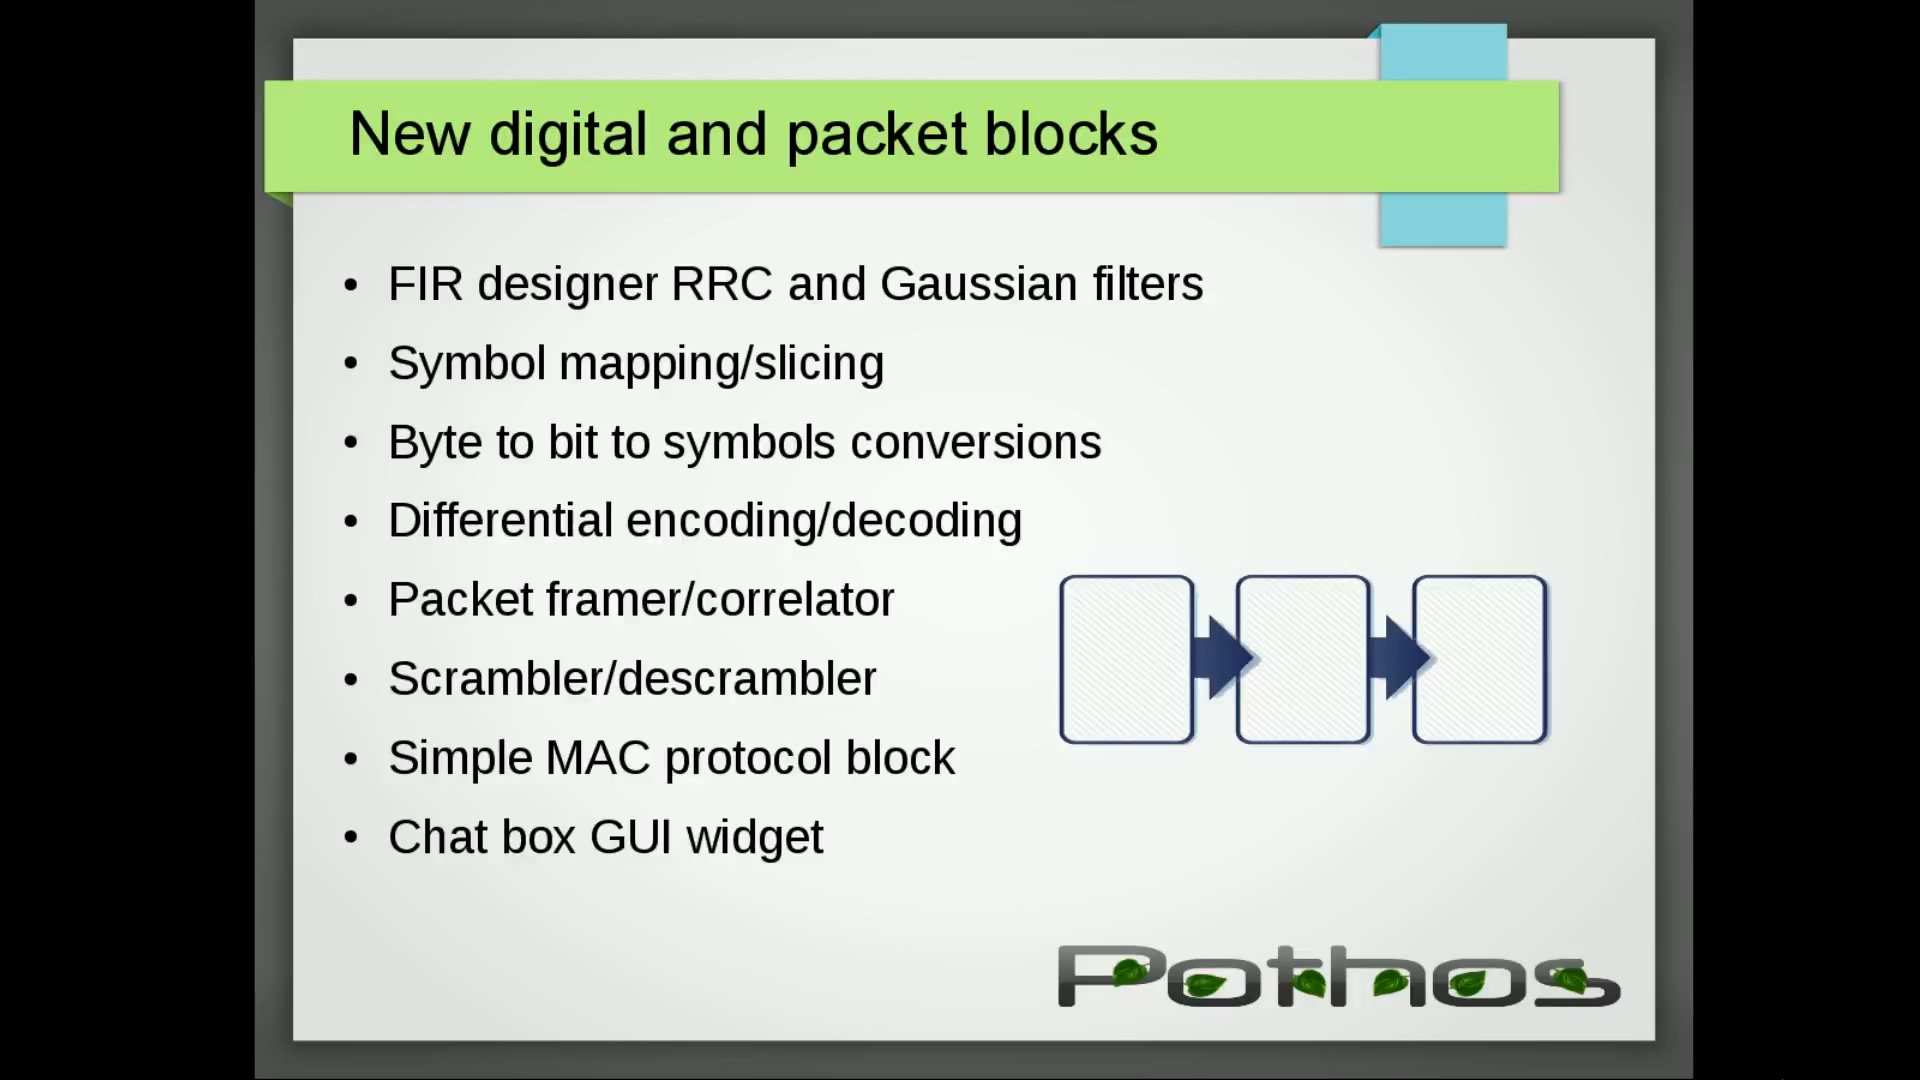 New digital and packet blocks
• FIR designer RRC and Gaussian filters
• Symbol mapping/slicing
• Byte to bit to symbols conversions
• Differential encoding/decoding
• Packet framer/correlator
• Scrambler/descrambler
• Simple MAC protocol block
• Chat box GUI widget
Pothos